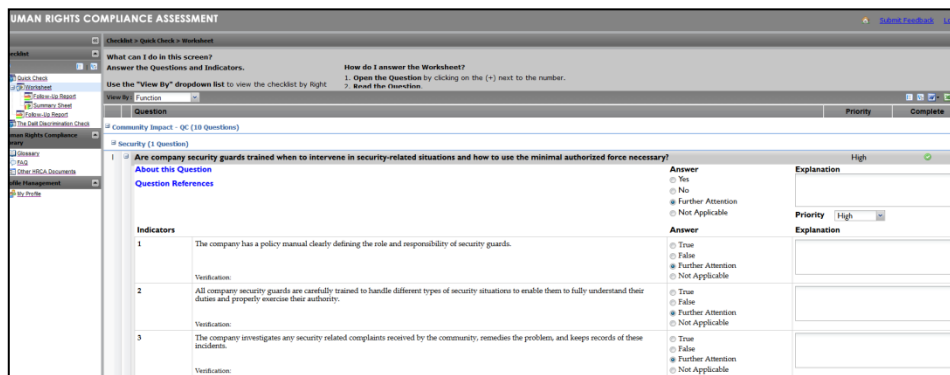 UMAN RIGHTS COMPLIANCE ASSESSMENT
Submit Feedback
Checklist > Quick Check > Worksheet
What can I do in this screen?
Answer the Questions and Indicators.
Use the "View By" dropdown list to view the checklist by Right
How do I answer the Worksheet?
1. Open the Question by clicking on the (+) next to the number.
2. Read the Question.
ecklist
Quick Check
Worksheet
Follow-Up Report
Summary Sheet
Follow-Up Report
The Dalit Discrimination Check
uman Rights Compliance
Glossary
FAQ
Other HRCA Documents
ofile Management
My Profile
View By: Function
Question Priority Complete
Community Impact - QC (10 Questions)
Security (1 Question)
1 Are company security guards trained when to intervene in security-related situations and how to use the minimal authorized force necessary? High
About this Question
Question References
Answer
Yes
No
Further Attention
Not Applicable
Explanation
Priority High
Indicators Answer Explanation
1 The company has a policy manual clearly defining the role and responsibility of security guards.
Verification:
True
False
Further Attention
Not Applicable
2 All company security guards are carefully trained to handle different types of security situations to enable them to fully understand their
duties and properly exercise their authority.
Verification:
True
False
Further Attention
Not Applicable
3 The company investigates any security related complaints received by the community, remedies the problem, and keeps records of these
incidents.
Verification:
True
False
Further Attention
Not Applicable